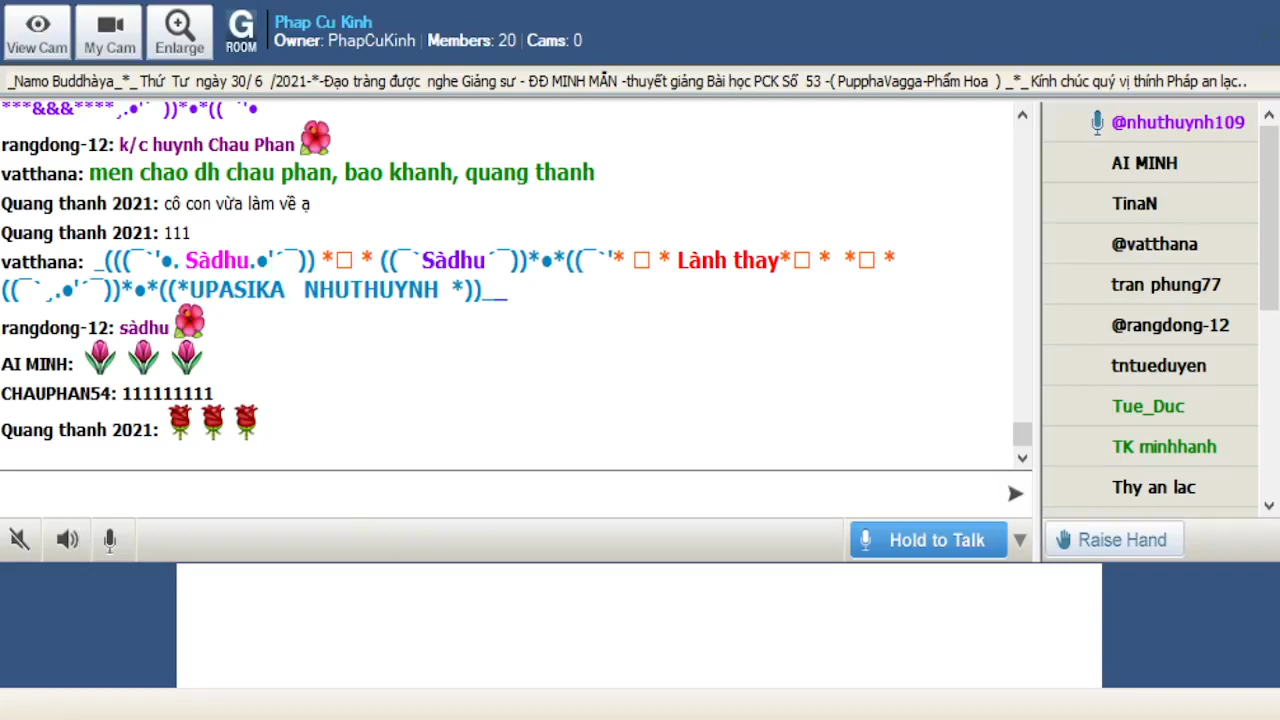 View Cam
My Cam
Enlarge
G
ROOM
Phap Cu Kinh
Owner: PhapCuKinh | Members: 20 | Cams: 0
_Namo Buddhàya_*_ Thứ Tư ngày 30/ 6 /2021-*-Đạo tràng được nghe Giảng sư - ĐĐ MINH MẪN -thuyết giảng Bài học PCK Số 53 -( PupphaVagga-Phẩm Hoa ) _*_ Kính chúc quý vị thính Pháp an lạc..
***&&&****¸.●'´¯))*●*((¯`'●
rangdong-12: k/c huynh Chau Phan
vatthana: men chao dh chau phan, bao khanh, quang thanh
Quang thanh 2021: cô con vừa làm về ạ
Quang thanh 2021: 111
vatthana: _(((¯`'●. Sàdhu.●'´¯)) *□ * ((¯`Sàdhu´¯))*●*((¯`'* □ * Lành thay*□ * *□ *
((¯`¸.●'´¯))*●*((*UPASIKA NHUTHUYNH *))__
rangdong-12: sàdhu
AI MINH:
CHAUPHAN54: 111111111
Quang thanh 2021:
@nhuthuynh109
AI MINH
TinaN
@vatthana
tran phung77
@rangdong-12
tntueduyen
Tue_Duc
TK minhhanh
Thy an lac
Hold to Talk
Raise Hand